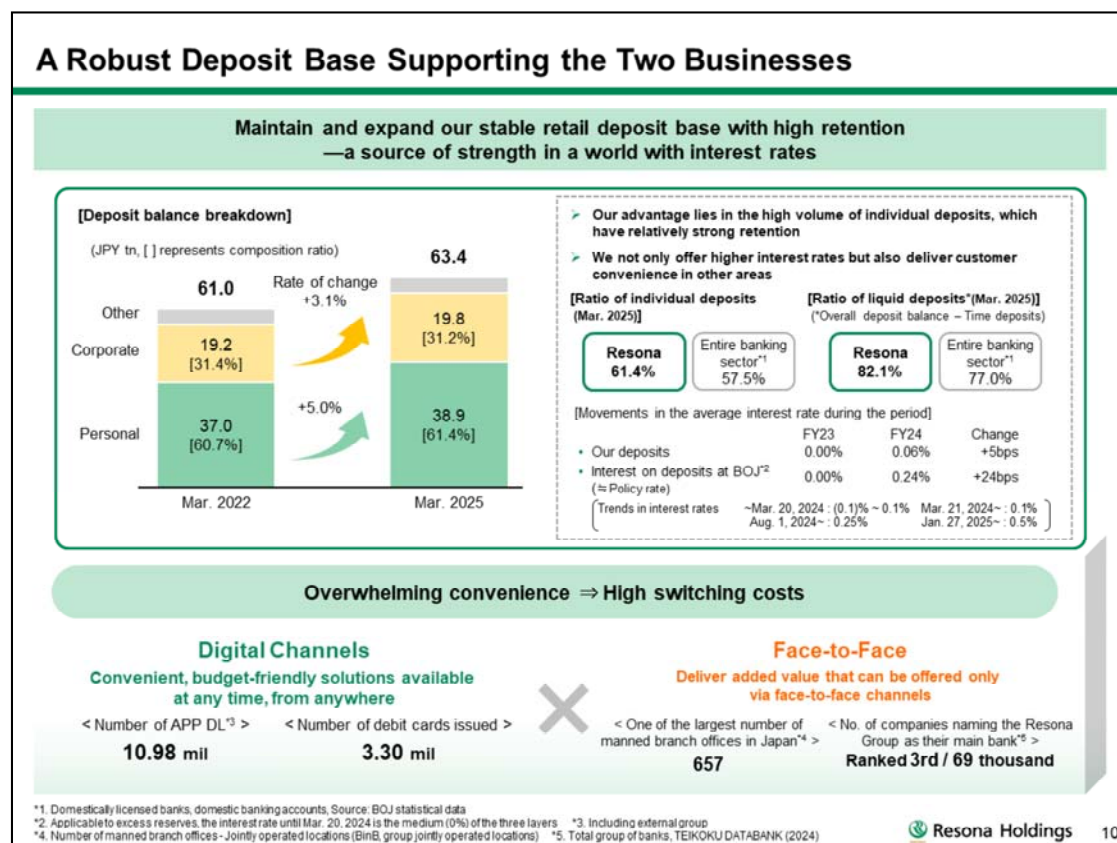 A Robust Deposit Base Supporting the Two Businesses
Maintain and expand our stable retail deposit base with high retention
—a source of strength in a world with interest rates
[Deposit balance breakdown]
(JPY tn, [ ] represents composition ratio)
61.0
Rate of change
+3.1%
63.4
Other
Corporate
19.2
[31.4%]
19.8
[31.2%]
+5.0%
Personal
37.0
[60.7%]
38.9
[61.4%]
Mar. 2022
Mar. 2025
➢ Our advantage lies in the high volume of individual deposits, which
have relatively strong retention
➢ We not only offer higher interest rates but also deliver customer
convenience in other areas
[Ratio of individual deposits
(Mar. 2025)]
Resona
61.4%
Entire banking
sector*1
57.5%
[Ratio of liquid deposits*(Mar. 2025)]
(*Overall deposit balance – Time deposits)
Resona
82.1%
Entire banking
sector*1
77.0%
[Movements in the average interest rate during the period]
FY23 FY24 Change
• Our deposits 0.00% 0.06% +5bps
• Interest on deposits at BOJ*2 0.00% 0.24% +24bps
(≒Policy rate)
Trends in interest rates ~Mar. 20, 2024 : (0.1)% ~ 0.1% Mar. 21, 2024~ : 0.1%
Aug. 1, 2024~ : 0.25% Jan. 27, 2025~ : 0.5%
Overwhelming convenience ⇒ High switching costs
Digital Channels
Convenient, budget-friendly solutions available
at any time, from anywhere
< Number of APP DL*3 >
10.98 mil
< Number of debit cards issued >
3.30 mil
Face-to-Face
Deliver added value that can be offered only
via face-to-face channels
< One of the largest number of
manned branch offices in Japan*4 >
657
< No. of companies naming the Resona
Group as their main bank*5 >
Ranked 3rd / 69 thousand
*1. Domestically licensed banks, domestic banking accounts, Source: BOJ statistical data
*2. Applicable to excess reserves, the interest rate until Mar. 20, 2024 is the medium (0%) of the three layers *3. Including external group
*4. Number of manned branch offices - Jointly operated locations (BinB, group jointly operated locations) *5. Total group of banks, TEIKOKU DATABANK (2024)
Resona Holdings
10